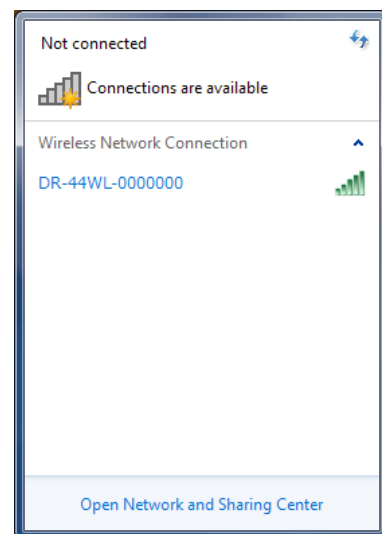 Not connected
Connections are available
Wireless Network Connection
DR-44WL-0000000
Open Network and Sharing Center